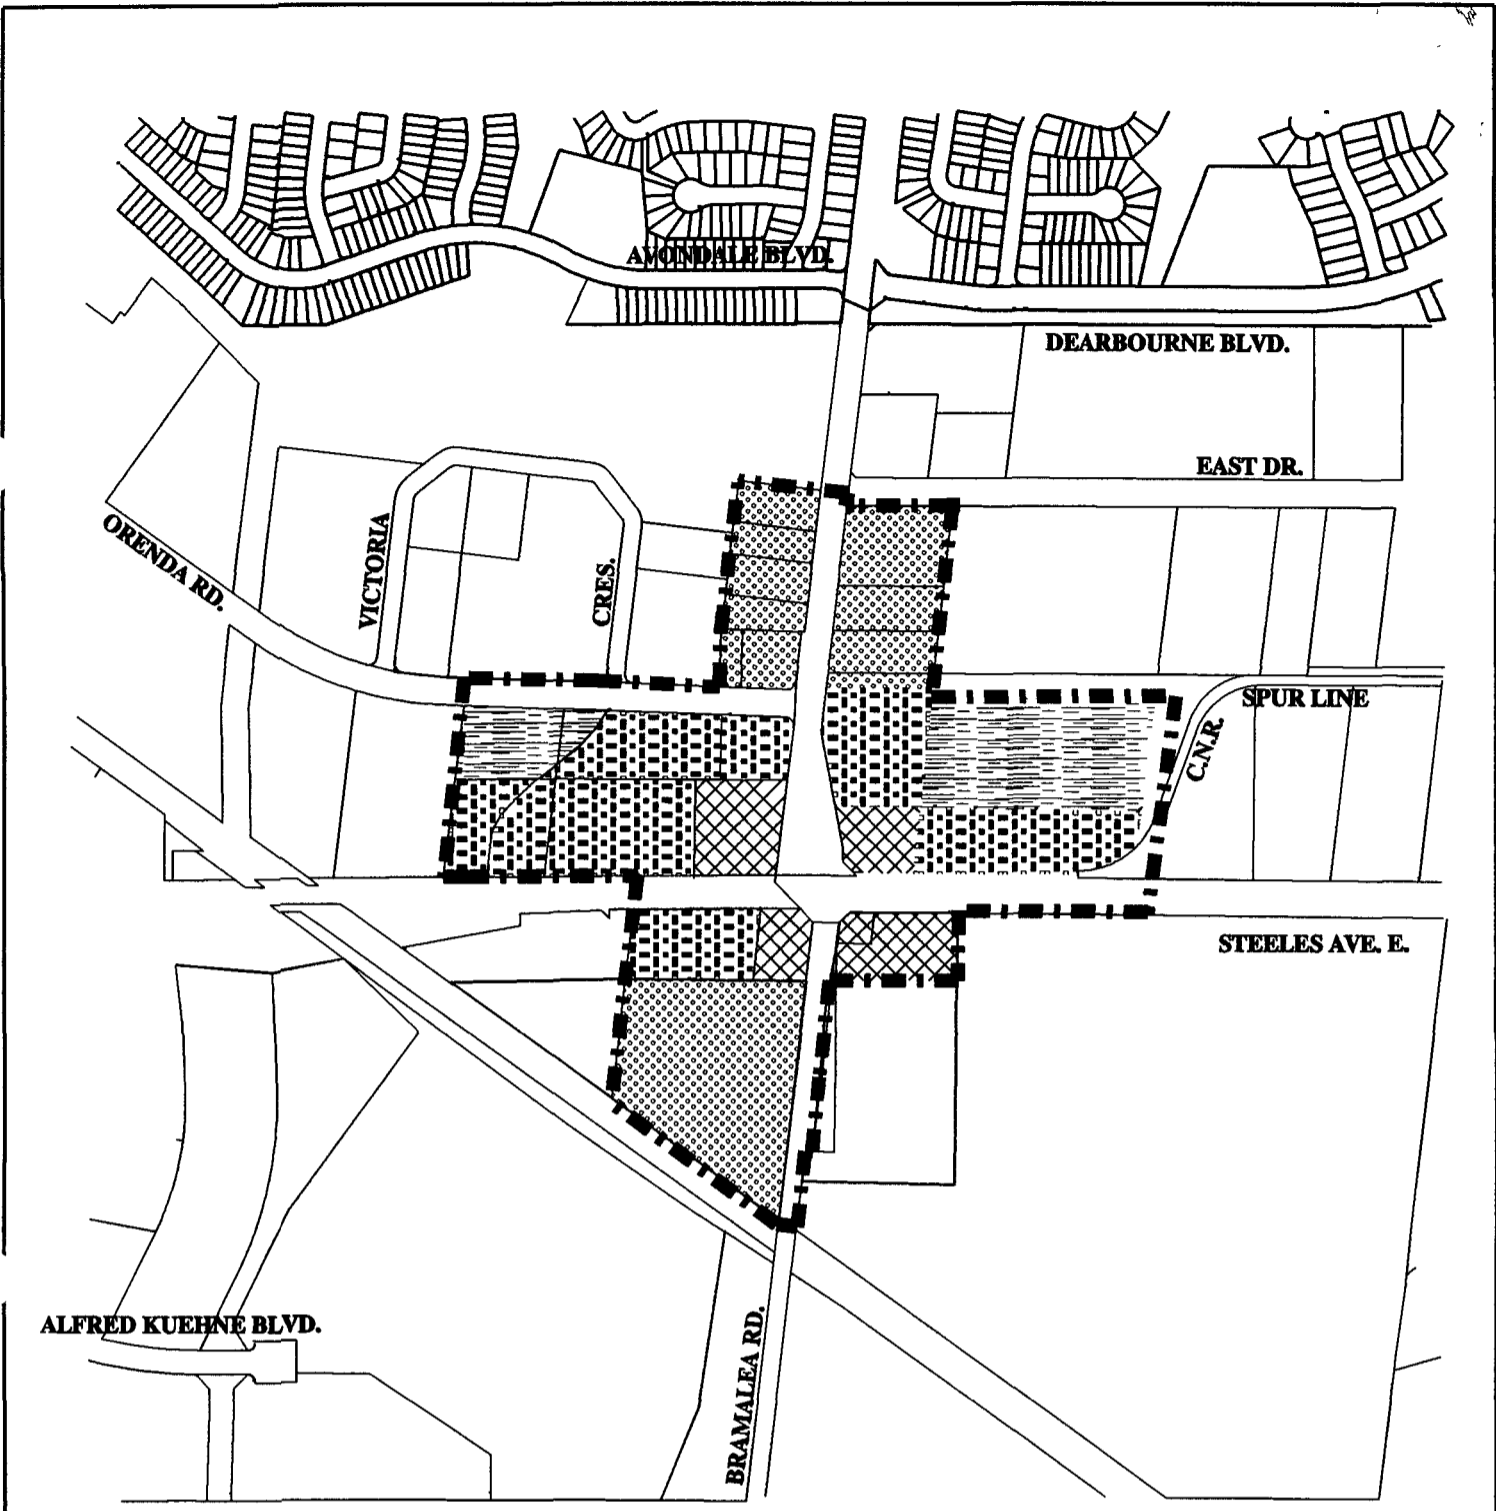 AVONDALE BLVD.
DEARBOURNE BLVD.
EAST DR.
ORENDA RD.
VICTORIA
CRES.
SPUR LINE
C.N.R.
STEELES AVE. E.
ALFRED KUEHNE BLVD.
BRAMALEA RD.